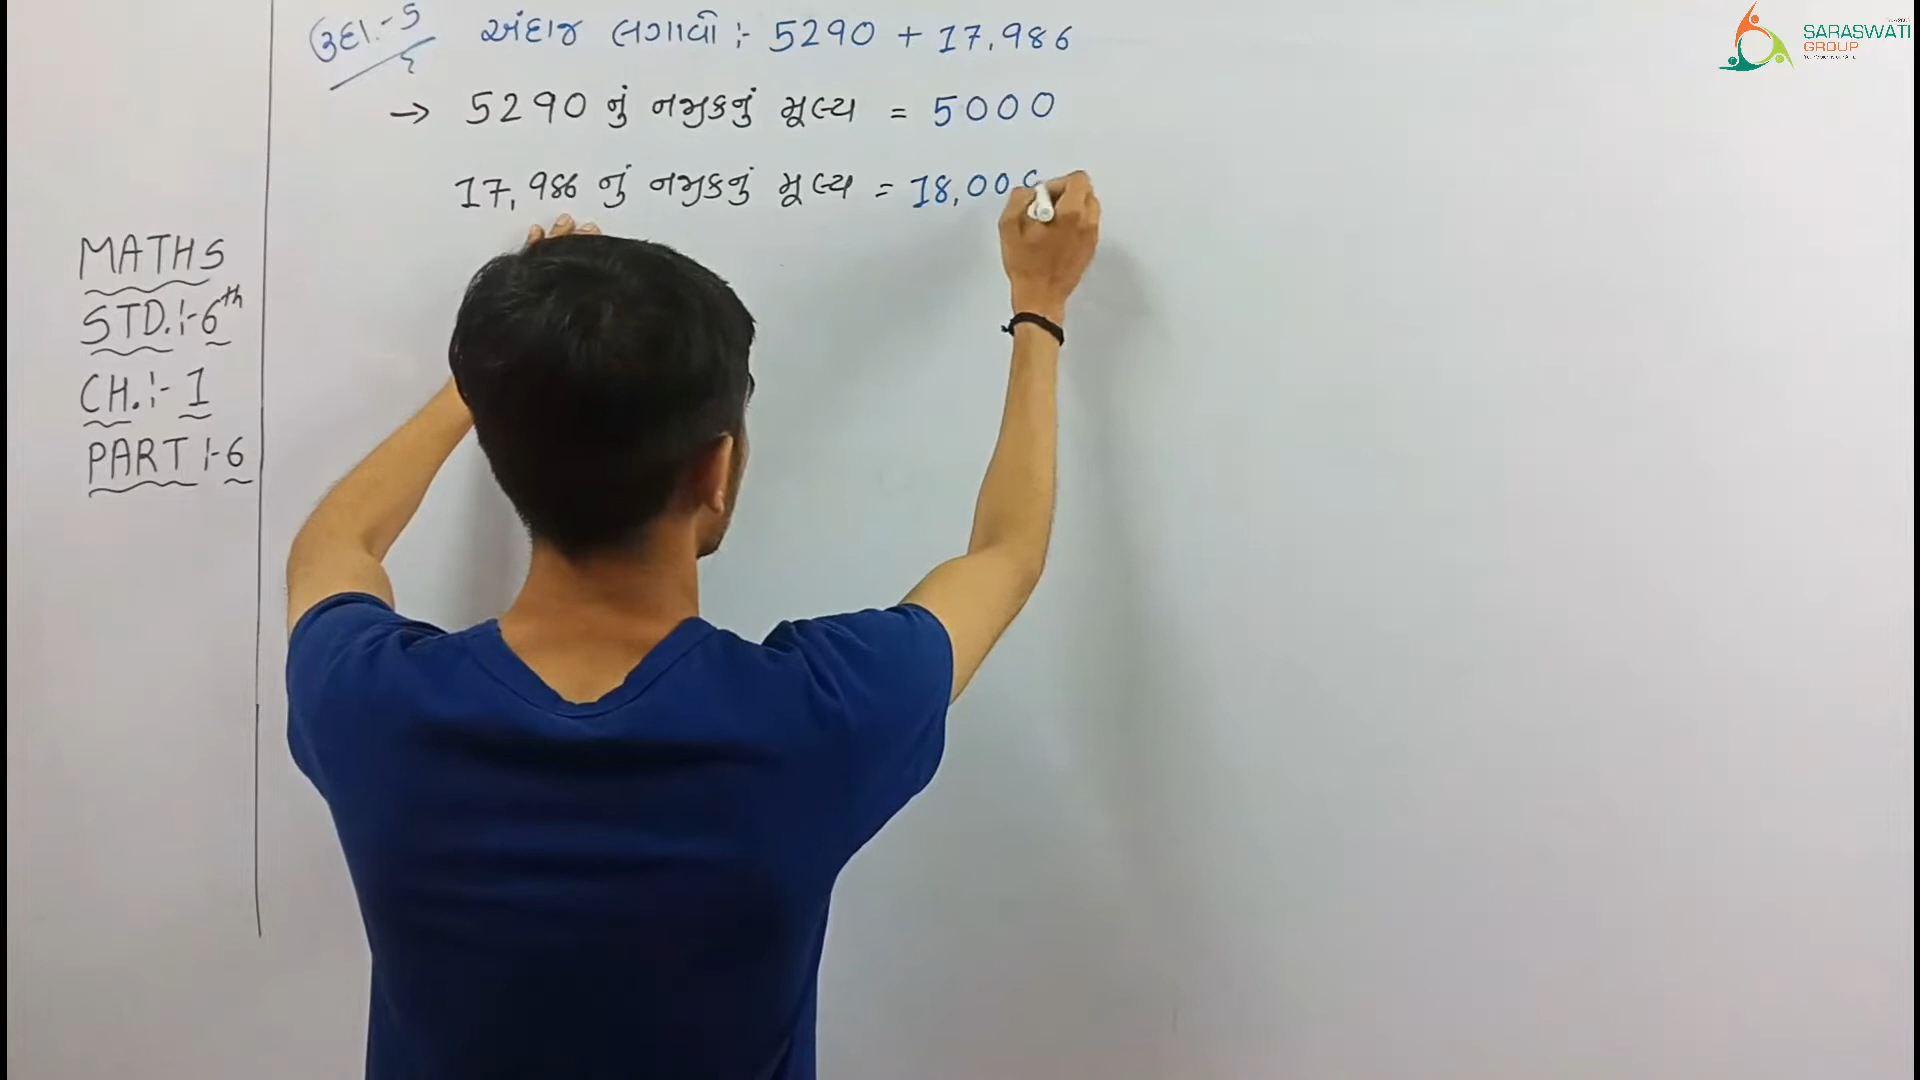 ઉદા.:- 5 અંદાજ લગાવો :- 5290 + 17,986
→ 5290 નું નજીકનું મૂલ્ય = 5000
17,986 નું નજીકનું મૂલ્ય = 18,00
MATHS
STD.:- 6th
CH. :- 1
PART :- 6
SARASWATI
GROUP